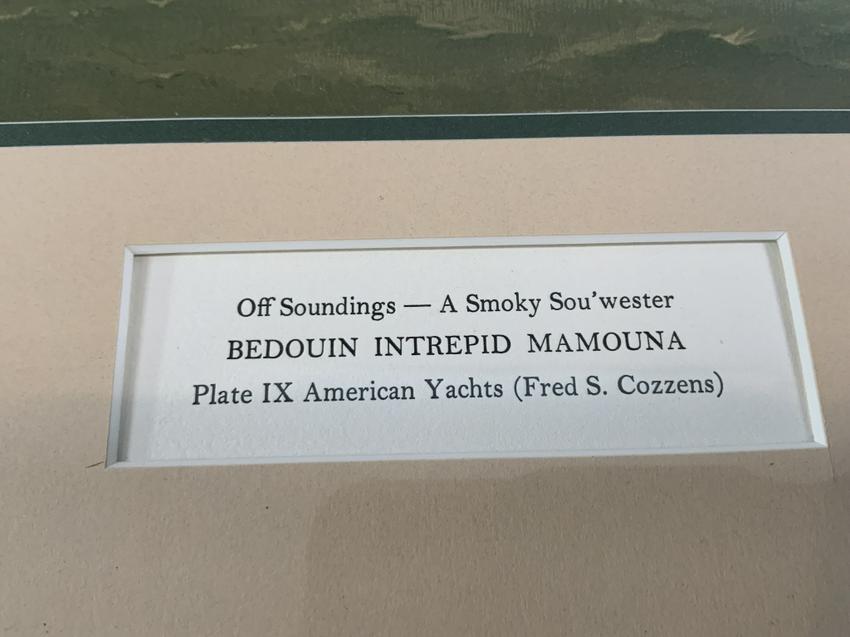 Off Soundings — A Smoky Sou'wester
BEDOUIN INTREPID MAMOUNA
Plate IX American Yachts (Fred S. Cozzens)